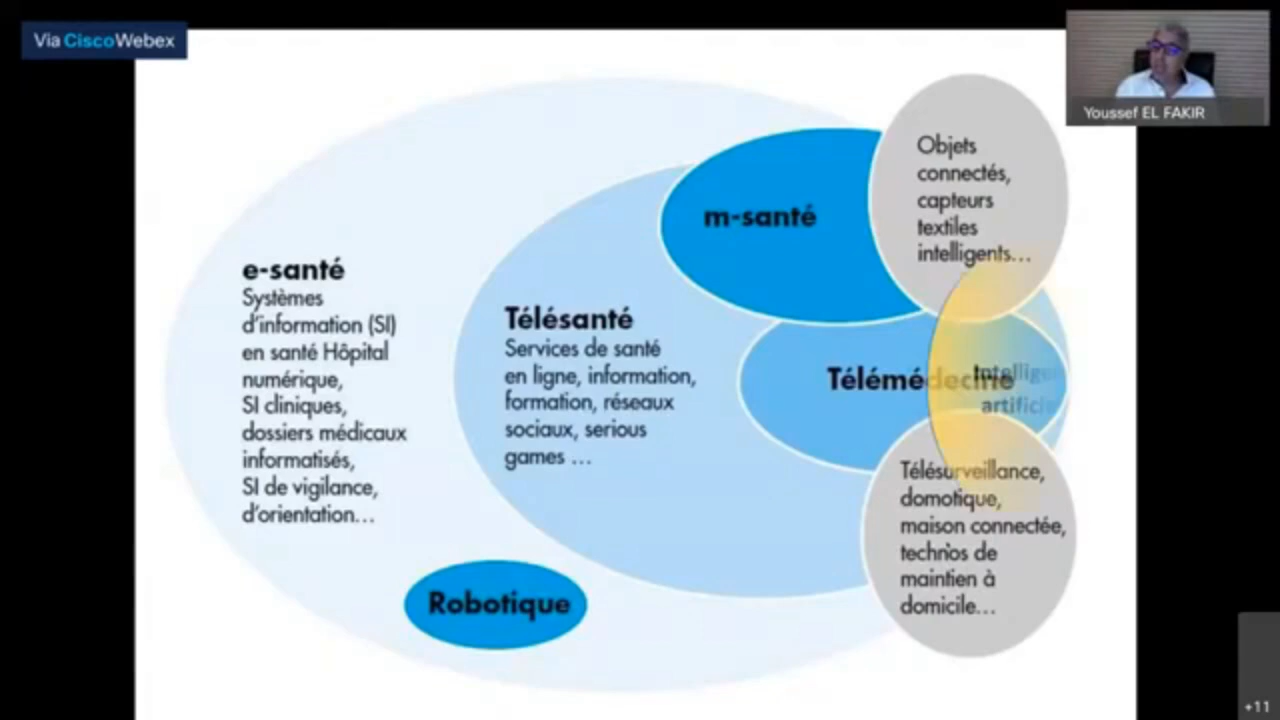 Via CiscoWebex
Youssef EL FAKIR
Objets
connectés,
capteurs
textiles
intelligents...
m-santé
e-santé
Systèmes
d'information (SI)
en santé Hôpital
numérique,
SI cliniques,
dossiers médicaux
informatisés,
SI de vigilance,
d'orientation...
Télésanté
Services de santé
en ligne, information,
formation, réseaux
sociaux, serious
games ...
Télémédecine
Télésurveillance,
domotique,
maison connectée,
technos de
maintien à
domicile...
Robotique
+11